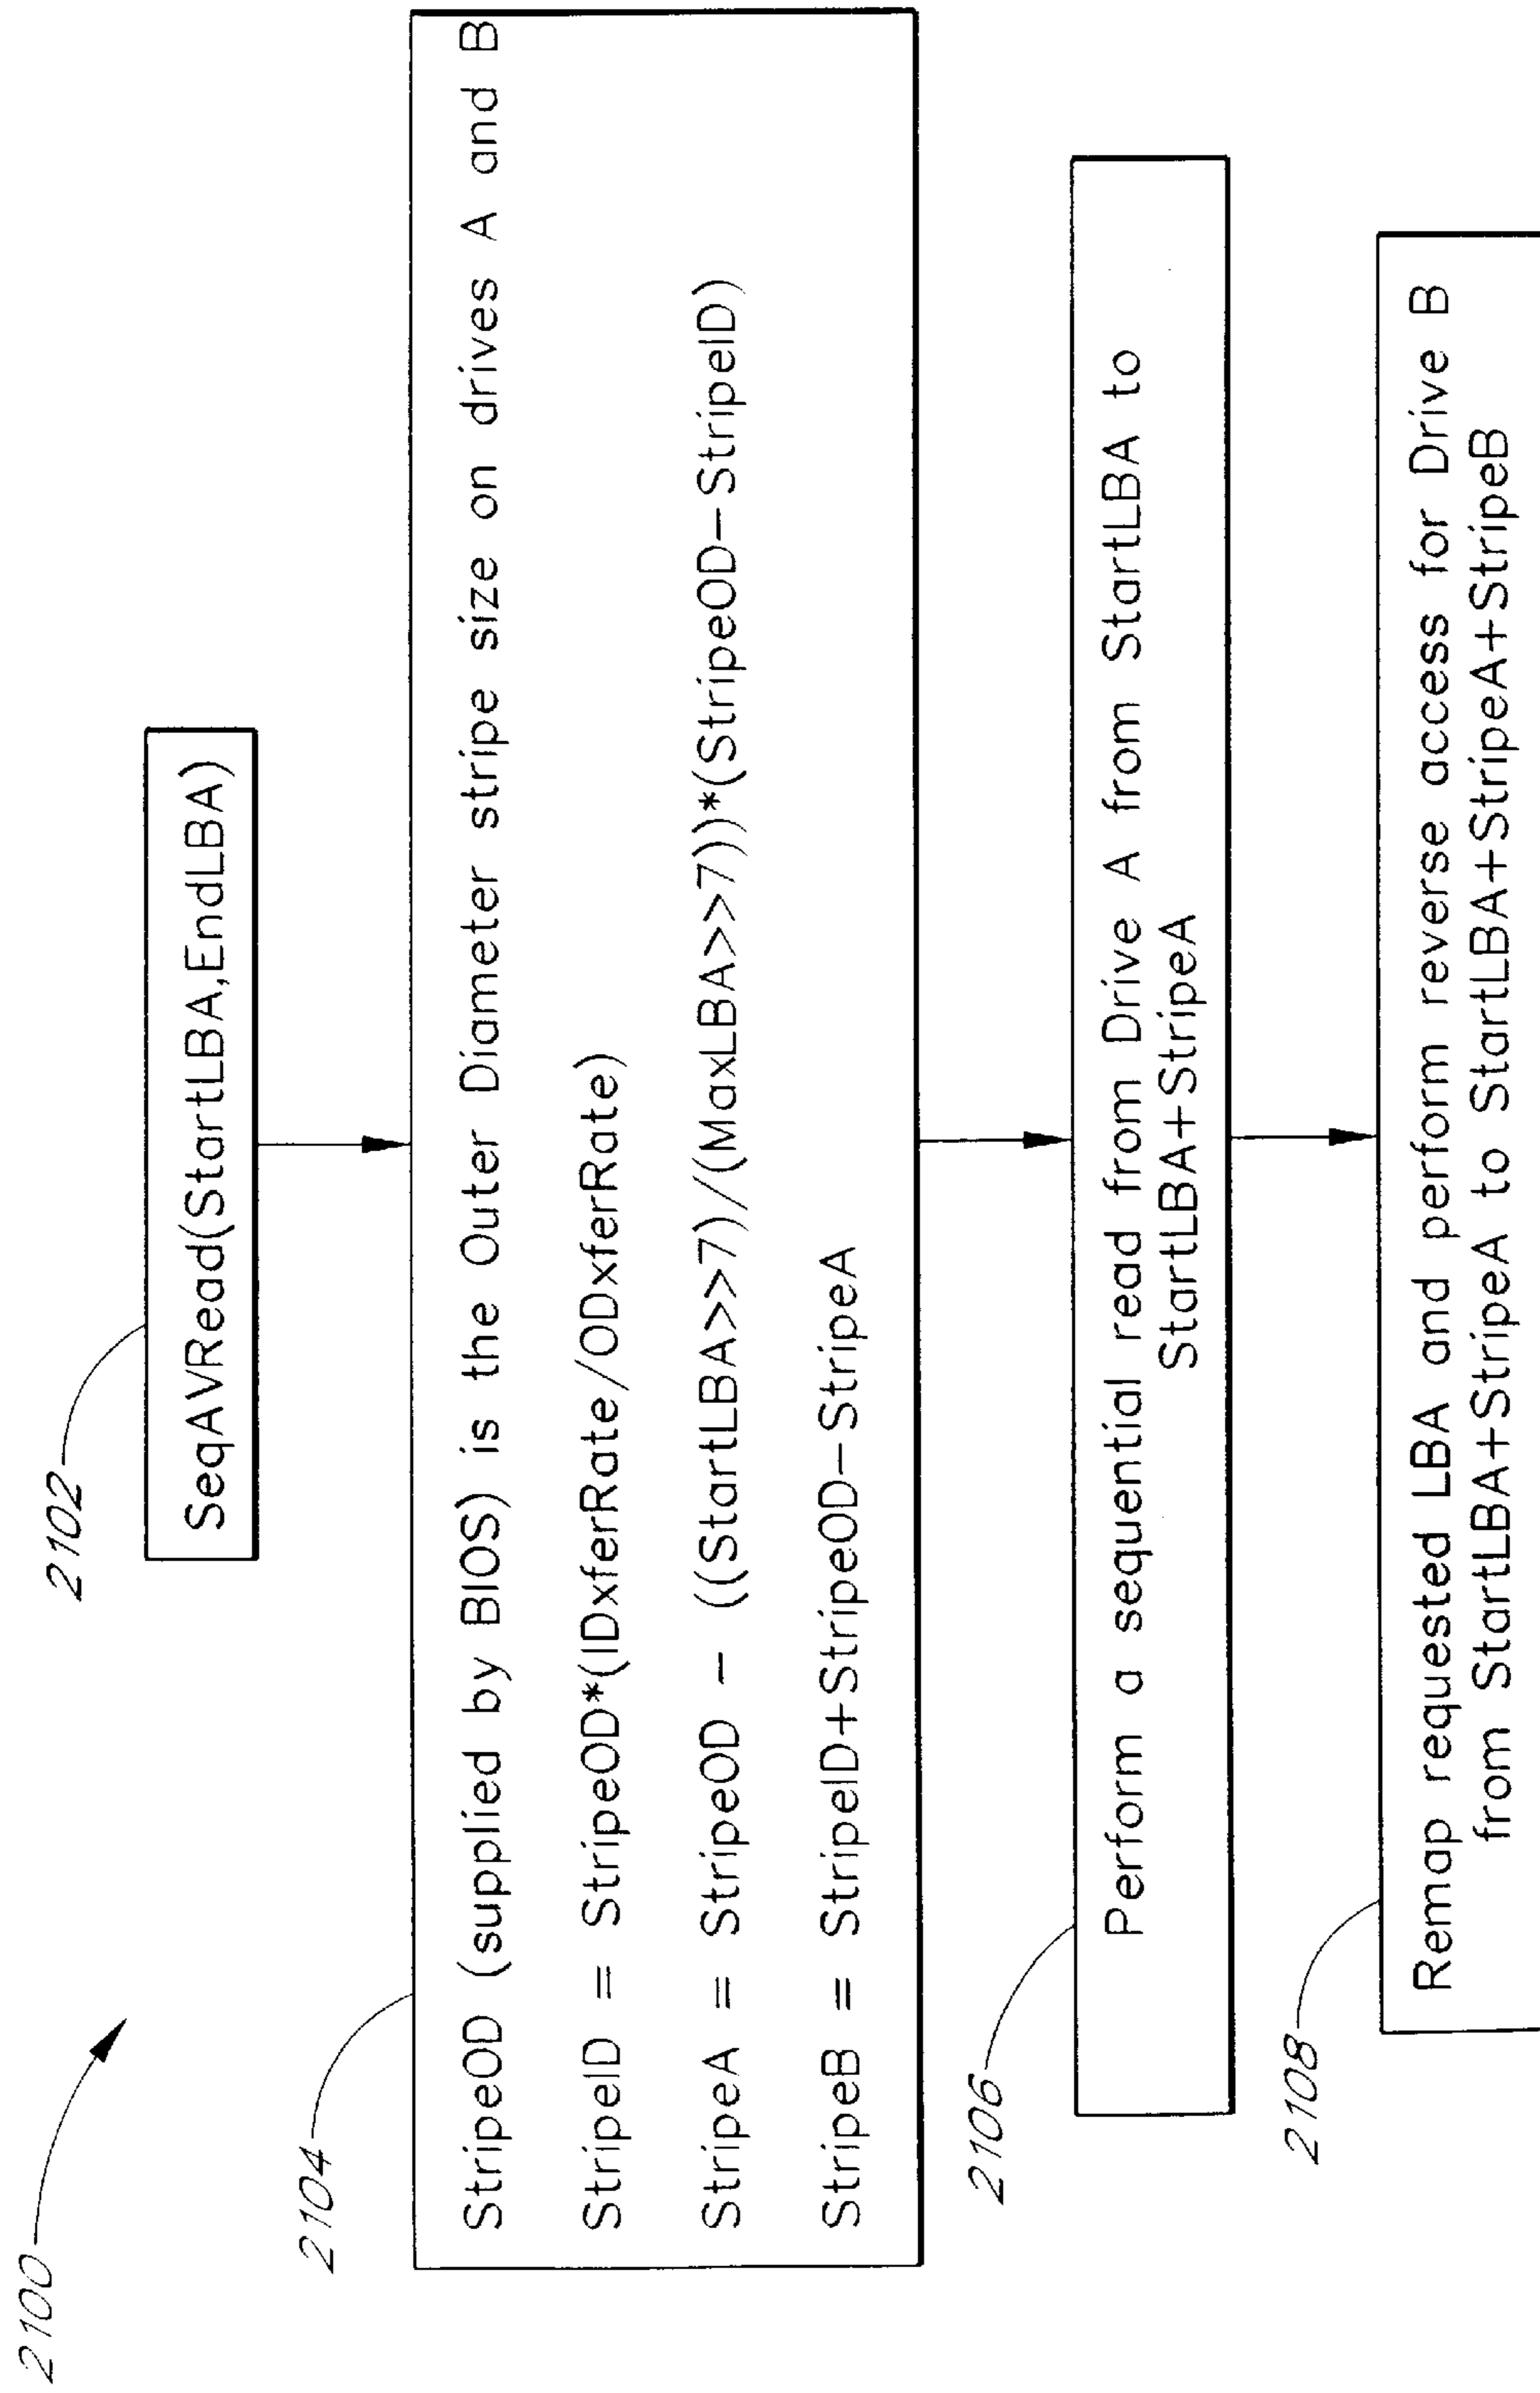 2100
2102
SeqAVRead(StartLBA,EndLBA)
2104
StripeOD (supplied by BIOS) is the Outer Diameter stripe size on drives A and B
StripeID = StripeOD*(IDxferRate/ODxferRate)
StripeA = StripeOD – ((StartLBA>>7)/(MaxLBA>>7))*(StripeOD–StripeID)
StripeB = StripeID+StripeOD–StripeA
2106
Perform a sequential read from Drive A from StartLBA to
StartLBA+StripeA
2108
Remap requested LBA and perform reverse access for Drive B
from StartLBA+StripeA to StartLBA+StripeA+StripeB